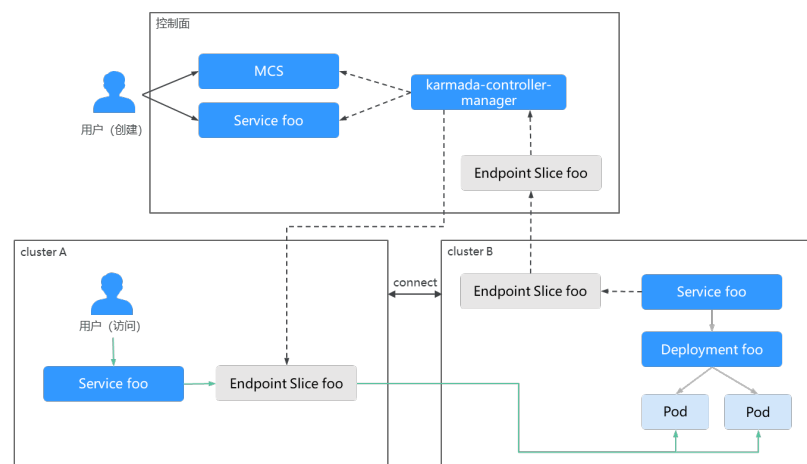 控制面
MCS
karmada-controller-
manager
用户（创建）
Service foo
Endpoint Slice foo
cluster A
cluster B
connect
Endpoint Slice foo
Service foo
用户（访问）
Deployment foo
Service foo
Endpoint Slice foo
Pod
Pod